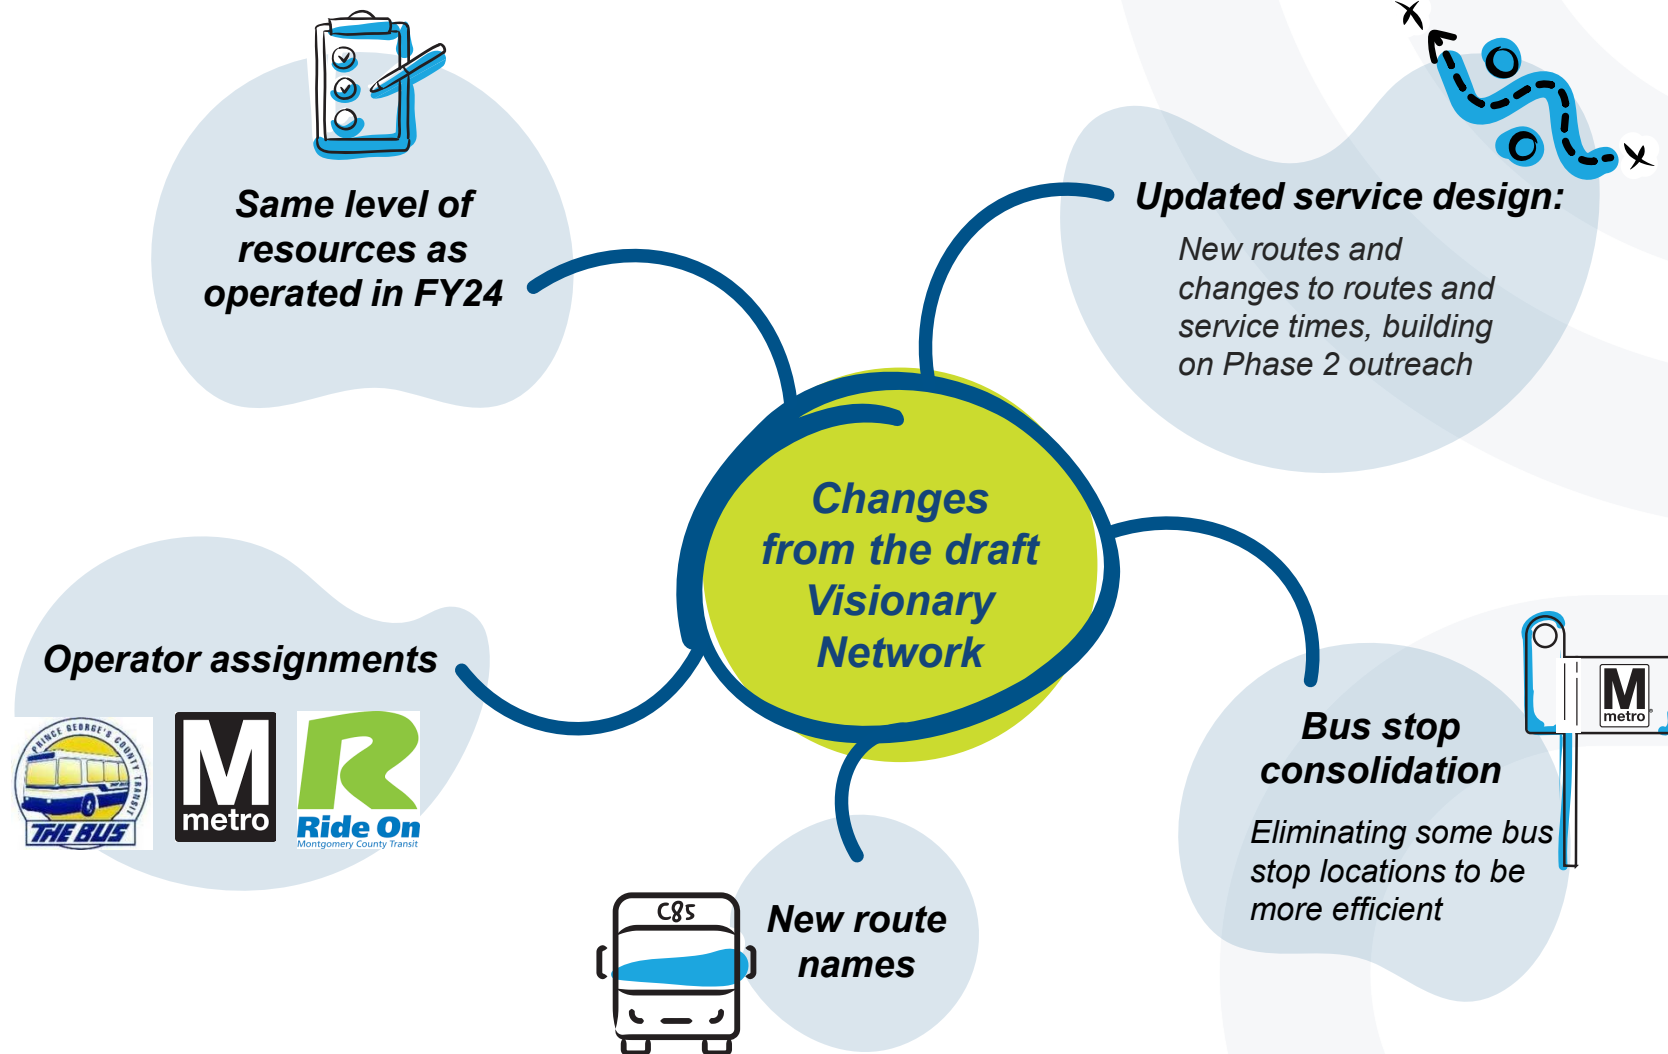 Same level of
resources as
operated in FY24
Updated service design:
New routes and
changes to routes and
service times, building
on Phase 2 outreach
Changes
from the draft
Visionary
Network
Operator assignments
PRINCE GEORGE'S COUNTY TRANSIT
THE BUS
M
metro
R
Ride On
Montgomery County Transit
Bus stop
consolidation
Eliminating some bus
stop locations to be
more efficient
M
metro
C85
New route
names